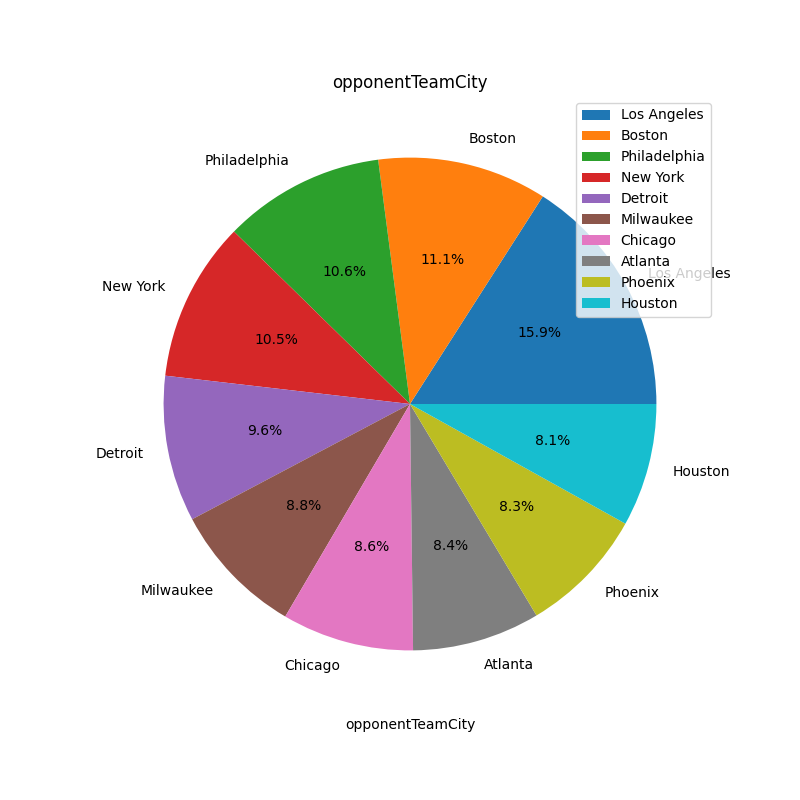 opponentTeamCity
Los Angeles
Boston
Philadelphia
New York
Detroit
Milwaukee
Chicago
Atlanta
Phoenix
Houston
Boston
Philadelphia
Los Angeles
New York
Detroit
Milwaukee
Chicago
Atlanta
Phoenix
Houston
15.9%
11.1%
10.6%
10.5%
9.6%
8.8%
8.6%
8.4%
8.3%
8.1%
opponentTeamCity